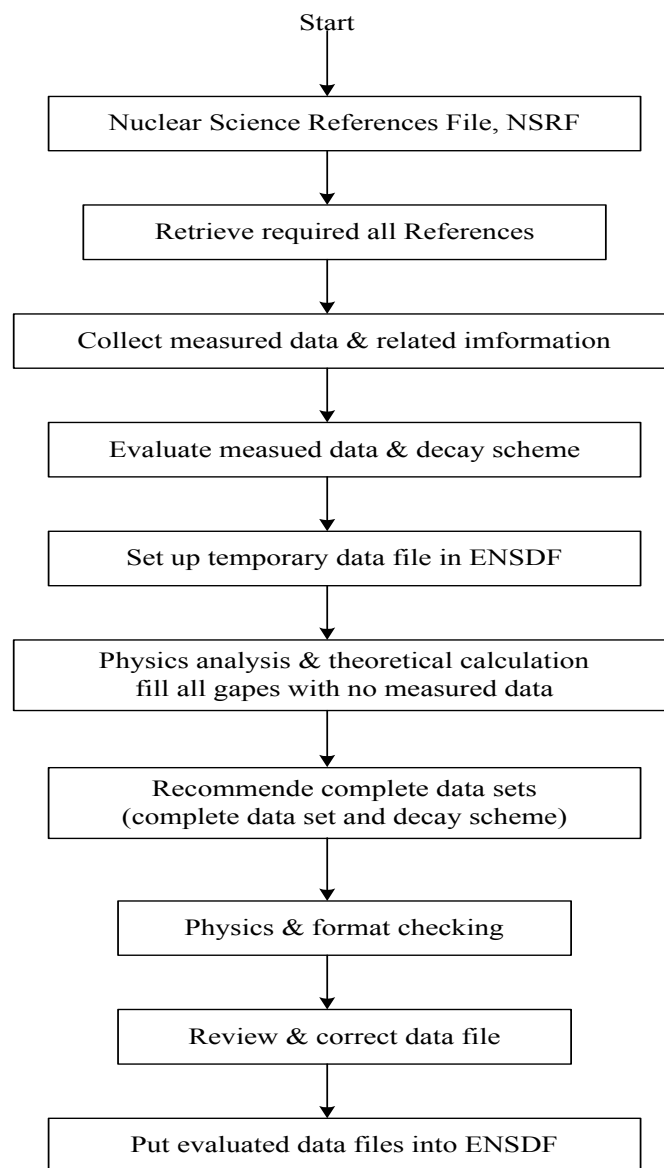 Start
Nuclear Science References File, NSRF
Retrieve required all References
Collect measured data & related imformation
Evaluate measued data & decay scheme
Set up temporary data file in ENSDF
Physics analysis & theoretical calculation
fill all gapes with no measured data
Recommende complete data sets
(complete data set and decay scheme)
Physics & format checking
Review & correct data file
Put evaluated data files into ENSDF